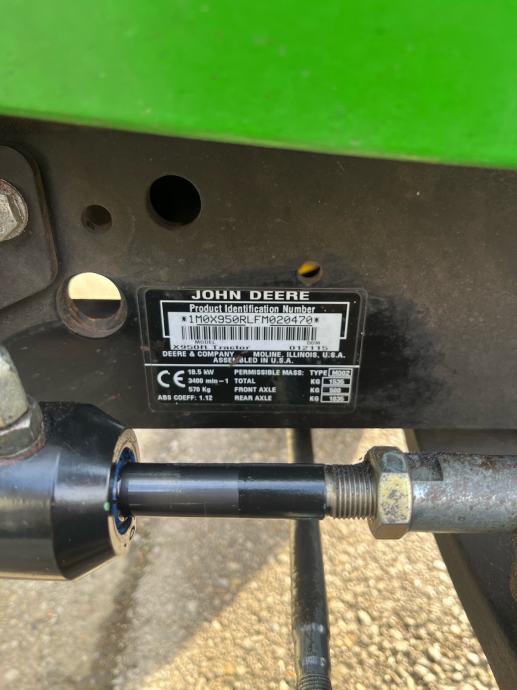 JOHN DEERE
Product Identification Number
*1M0X950RLFM020470*
MODEL
X950R Tractor 012115
DEERE & COMPANY MOLINE, ILLINOIS, U.S.A.
ASSEMBLED IN U.S.A.
CE 18.5 kW PERMISSIBLE MASS: TYPE M002
3400 min-1 TOTAL KG 1535
570 Kg FRONT AXLE KG
ABS COEFF: 1.12 REAR AXLE KG 1035